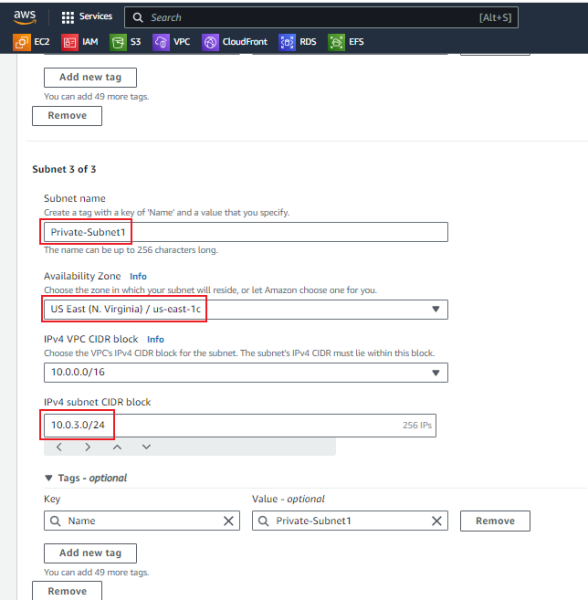 aws Services Search [Alt+S]
EC2 IAM S3 VPC CloudFront RDS EFS
Add new tag
You can add 49 more tags.
Remove
Subnet 3 of 3
Subnet name
Create a tag with a key of 'Name' and a value that you specify.
Private-Subnet1
The name can be up to 256 characters long.
Availability Zone Info
Choose the zone in which your subnet will reside, or let Amazon choose one for you.
US East (N. Virginia) / us-east-1c
IPv4 VPC CIDR block Info
Choose the VPC's IPv4 CIDR block for the subnet. The subnet's IPv4 CIDR must lie within this block.
10.0.0.0/16
IPv4 subnet CIDR block
10.0.3.0/24 256 IPs
Tags - optional
Key Value - optional
Name Private-Subnet1 Remove
Add new tag
You can add 49 more tags.
Remove